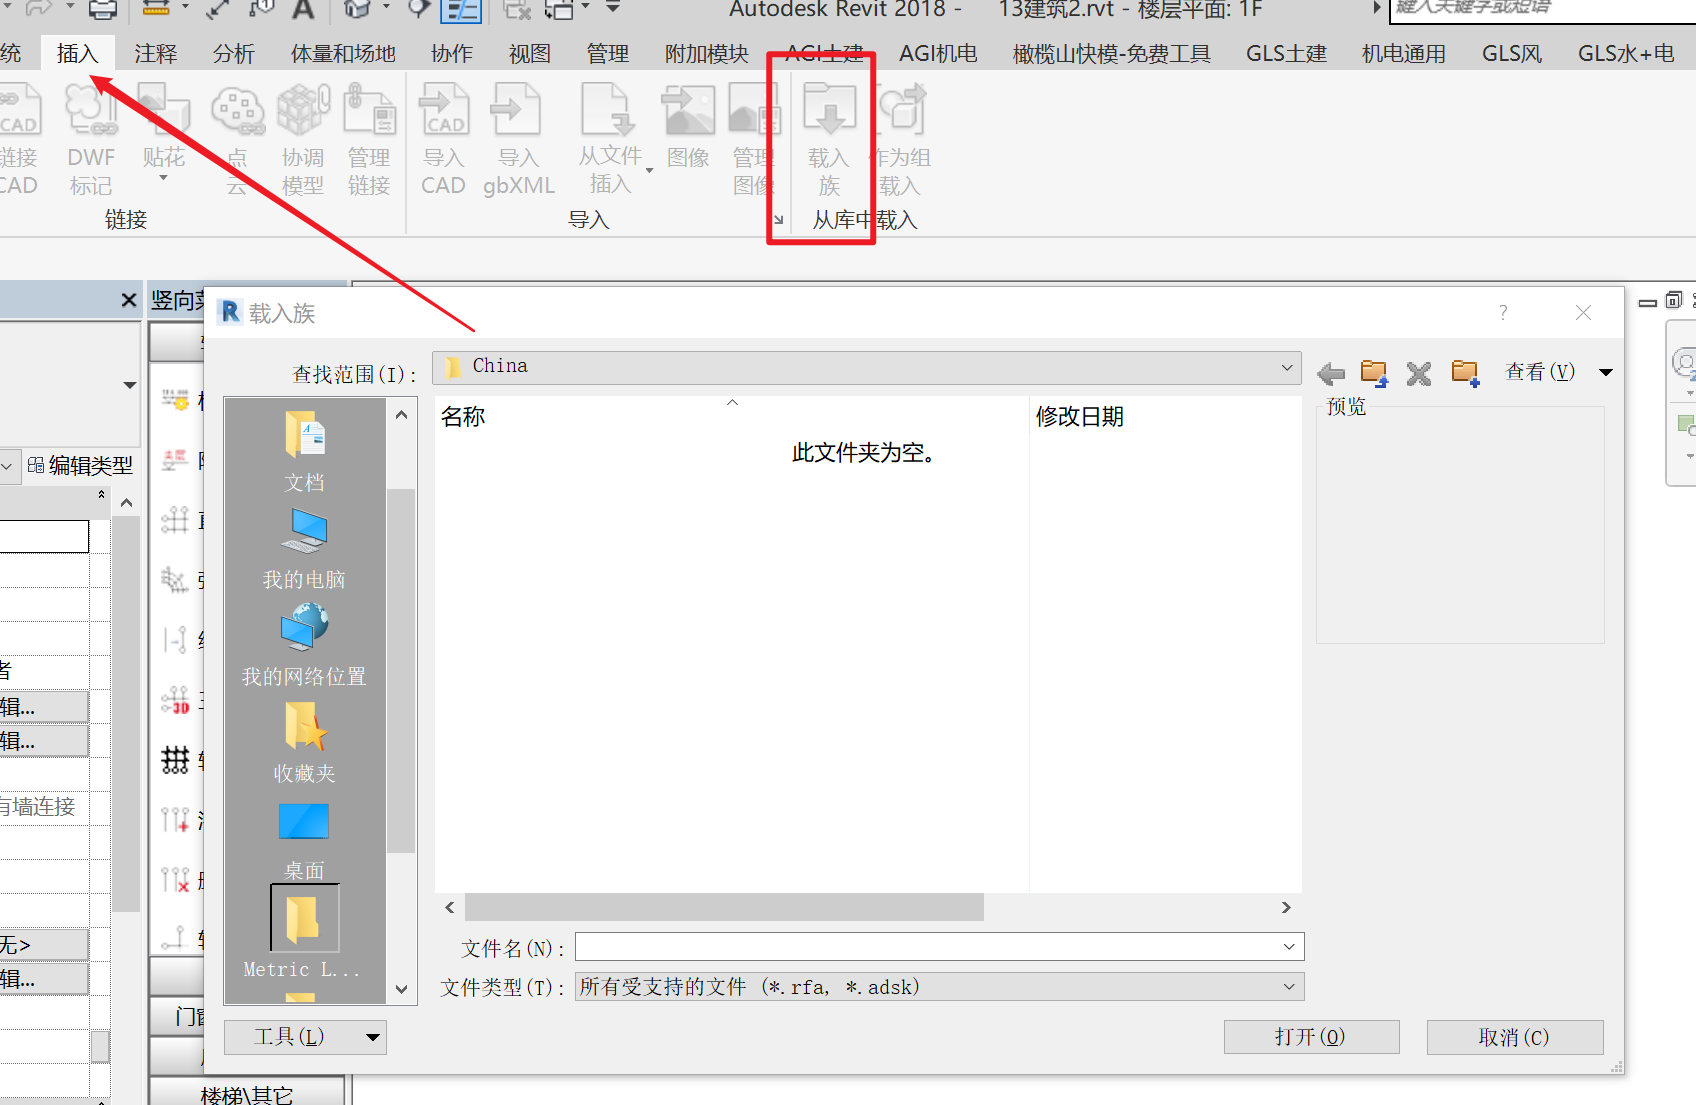 Autodesk Revit 2018 - 13建筑2.rvt - 楼层平面: 1F
键入关键字或短语
统 插入 注释 分析 体量和场地 协作 视图 管理 附加模块 AGI土建 AGI机电 橄榄山快模-免费工具 GLS土建 机电通用 GLS风 GLS水+电
链接 CAD
DWF 标记
贴花
点 云
协调 模型
管理 链接
导入 CAD
导入 gbXML
从文件 插入
图像
管理 图像
载入 族
作为组 载入
链接 导入 从库中载入
竖向
编辑类型
者
辑...
辑...
有墙连接
无>
辑...
3D
门窗
楼梯\其它
载入族
?
查找范围(I): China
查看(V)
文档
我的电脑
我的网络位置
收藏夹
桌面
Metric L...
名称 修改日期
此文件夹为空。
预览
文件名(N):
文件类型(T): 所有受支持的文件 (*.rfa, *.adsk)
工具(L) 打开(O) 取消(C)